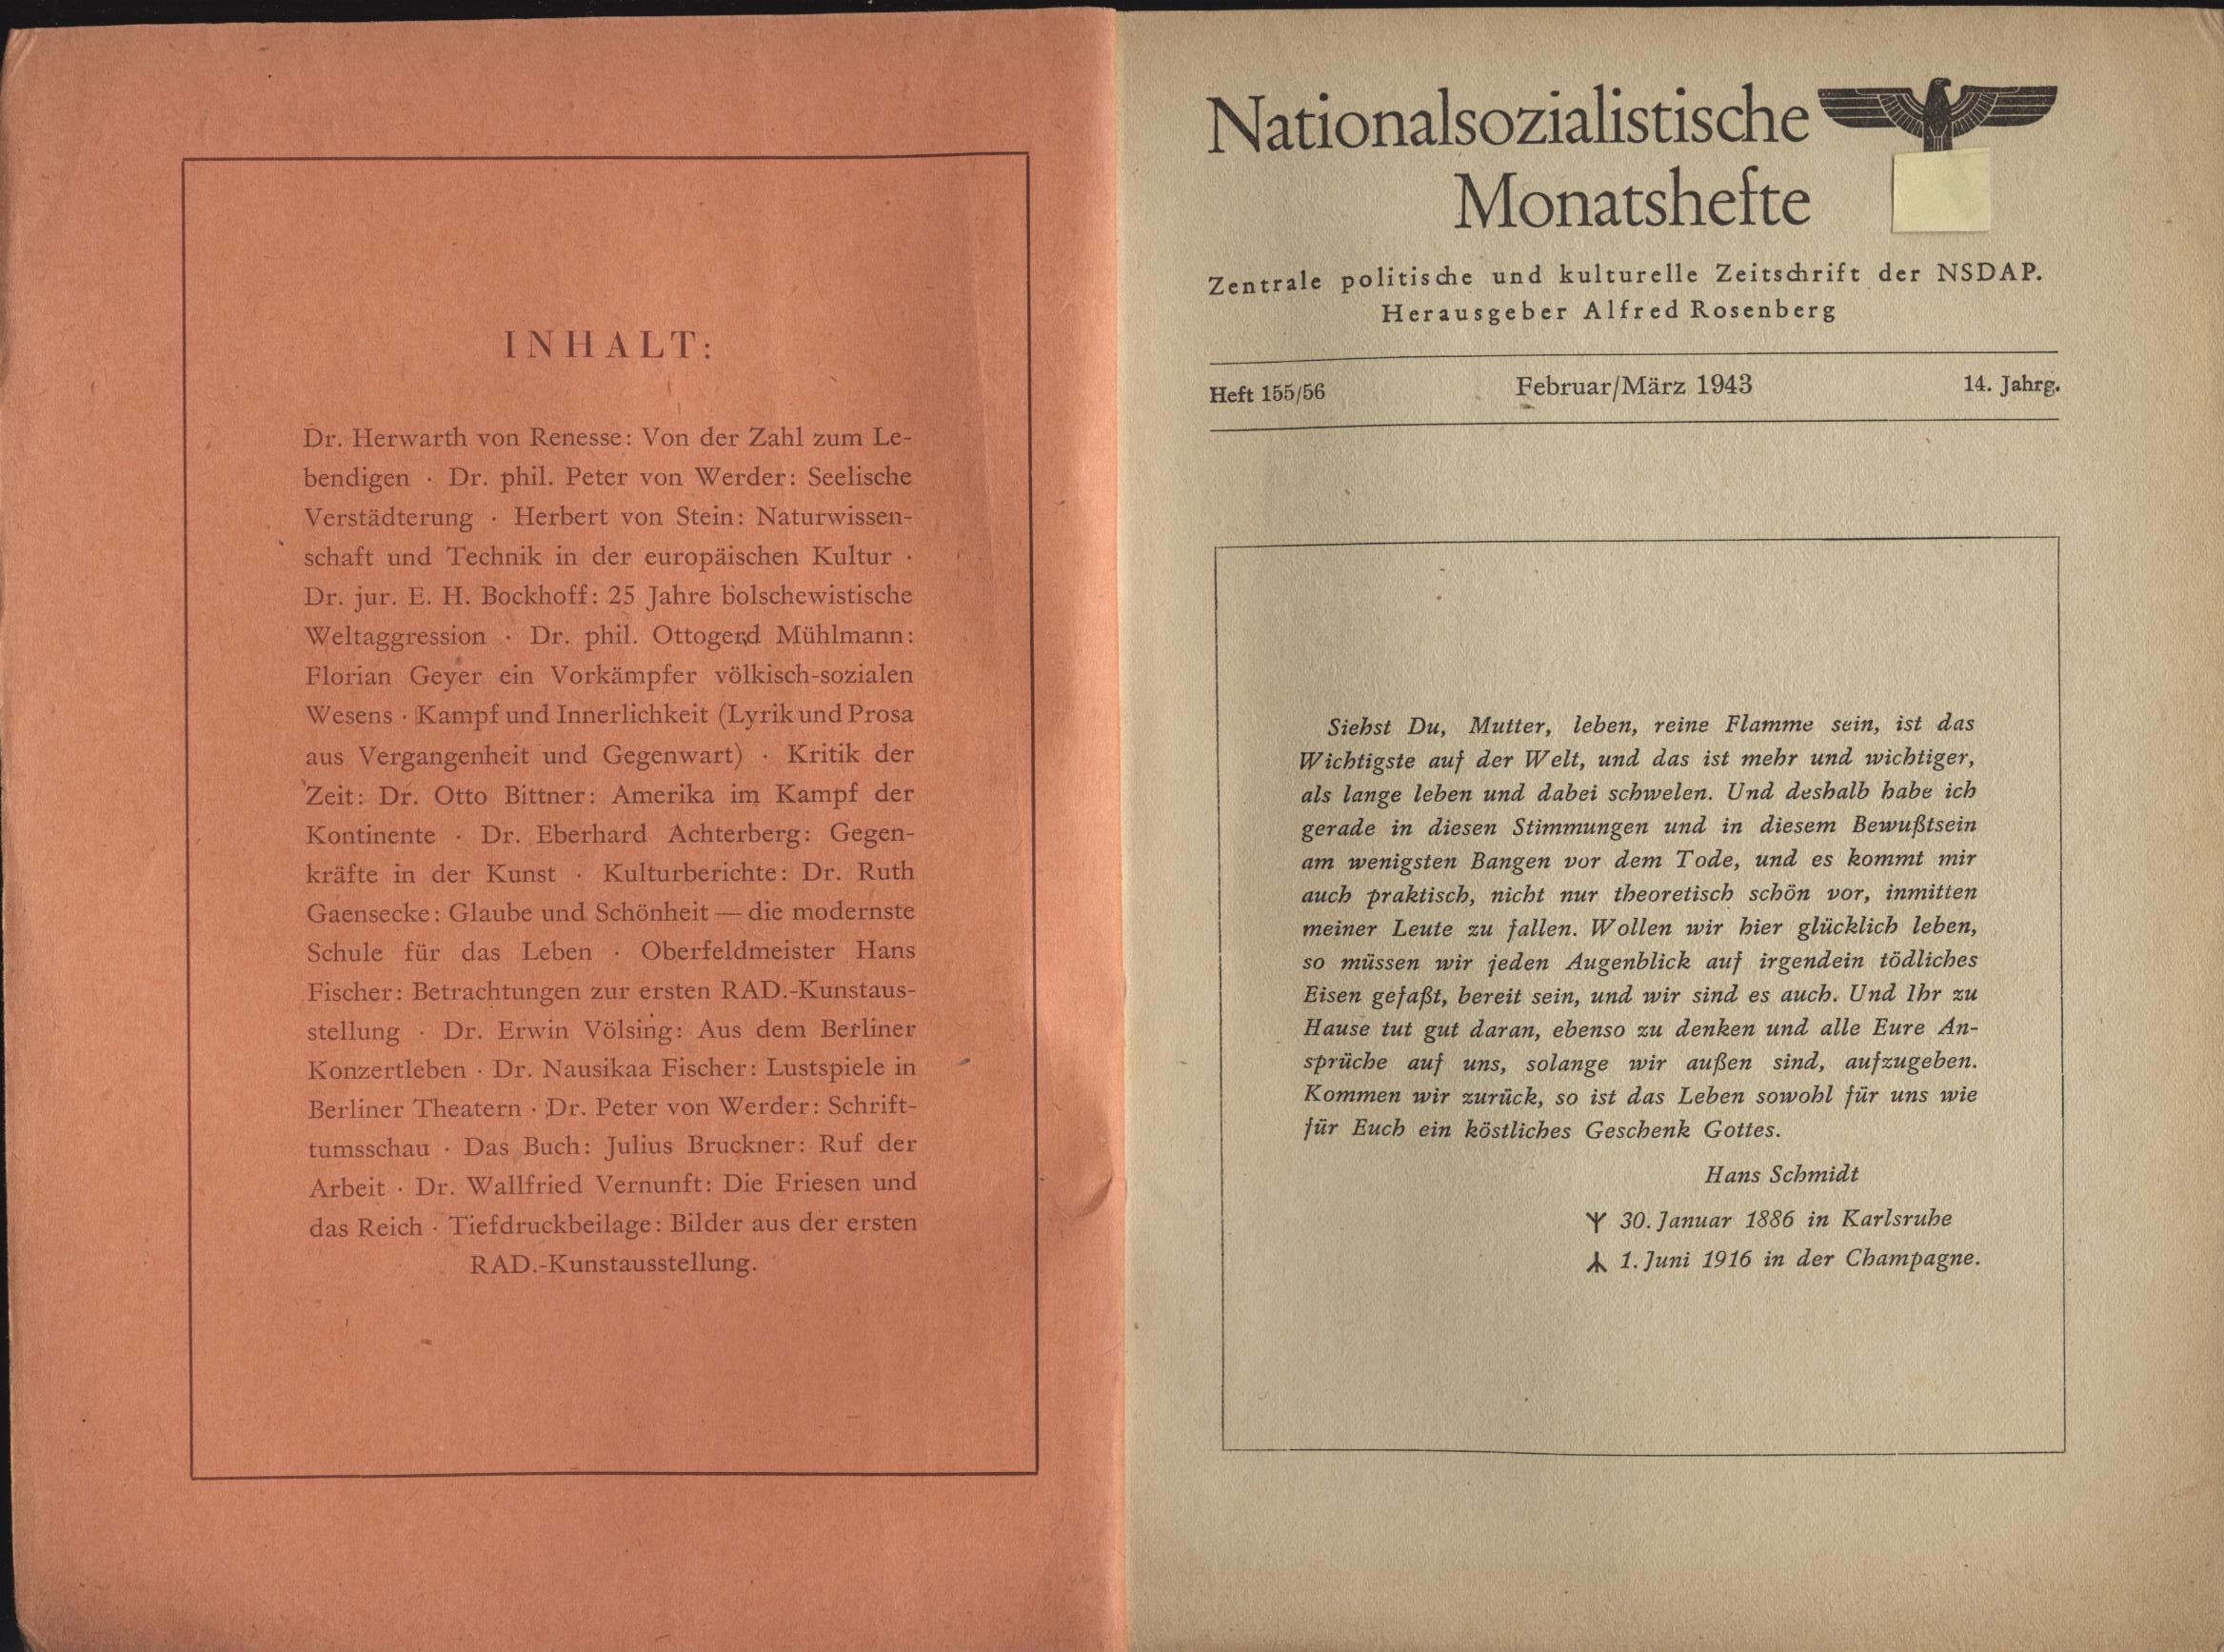 INHALT:
Dr. Herwarth von Renesse: Von der Zahl zum Le-
bendigen · Dr. phil. Peter von Werder: Seelische
Verstädterung · Herbert von Stein: Naturwissen-
schaft und Technik in der europäischen Kultur ·
Dr. jur. E. H. Bockhoff: 25 Jahre bolschewistische
Weltaggression · Dr. phil. Ottogerd Mühlmann:
Florian Geyer ein Vorkämpfer völkisch-sozialen
Wesens · Kampf und Innerlichkeit (Lyrik und Prosa
aus Vergangenheit und Gegenwart) · Kritik der
Zeit: Dr. Otto Bittner: Amerika im Kampf der
Kontinente · Dr. Eberhard Achterberg: Gegen-
kräfte in der Kunst · Kulturberichte: Dr. Ruth
Gaensecke: Glaube und Schönheit — die modernste
Schule für das Leben · Oberfeldmeister Hans
Fischer: Betrachtungen zur ersten RAD.-Kunstaus-
stellung · Dr. Erwin Völsing: Aus dem Berliner
Konzertleben · Dr. Nausikaa Fischer: Lustspiele in
Berliner Theatern · Dr. Peter von Werder: Schrift-
tumsschau · Das Buch: Julius Bruckner: Ruf der
Arbeit · Dr. Wallfried Vernunft: Die Friesen und
das Reich · Tiefdruckbeilage: Bilder aus der ersten
RAD.-Kunstausstellung.
Nationalsozialistische
Monatshefte
Zentrale politische und kulturelle Zeitschrift der NSDAP.
Herausgeber Alfred Rosenberg
Heft 155/56 Februar/März 1943 14. Jahrg.
Siehst Du, Mutter, leben, reine Flamme sein, ist das
Wichtigste auf der Welt, und das ist mehr und wichtiger,
als lange leben und dabei schwelen. Und deshalb habe ich
gerade in diesen Stimmungen und in diesem Bewußtsein
am wenigsten Bangen vor dem Tode, und es kommt mir
auch praktisch, nicht nur theoretisch schön vor, inmitten
meiner Leute zu fallen. Wollen wir hier glücklich leben,
so müssen wir jeden Augenblick auf irgendein tödliches
Eisen gefaßt, bereit sein, und wir sind es auch. Und Ihr zu
Hause tut gut daran, ebenso zu denken und alle Eure An-
sprüche auf uns, solange wir außen sind, aufzugeben.
Kommen wir zurück, so ist das Leben sowohl für uns wie
für Euch ein köstliches Geschenk Gottes.
Hans Schmidt
ᛉ 30. Januar 1886 in Karlsruhe
ᛦ 1. Juni 1916 in der Champagne.